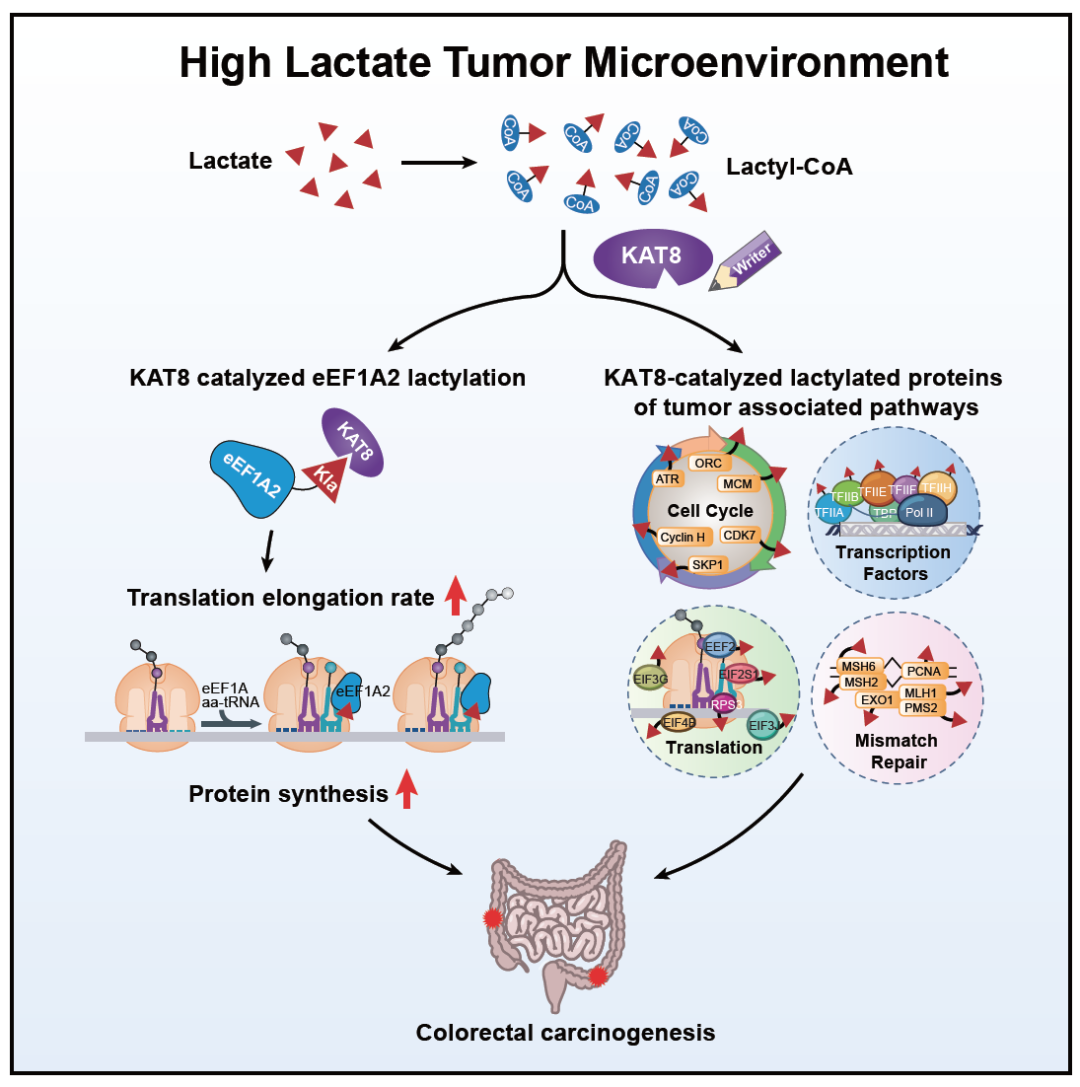 High Lactate Tumor Microenvironment
Lactate
CoA
CoA
CoA
CoA
CoA
CoA
CoA
CoA
Lactyl-CoA
KAT8
Writer
KAT8 catalyzed eEF1A2 lactylation
eEF1A2
Kla
KAT8
Translation elongation rate
eEF1A
aa-tRNA
eEF1A2
Protein synthesis
KAT8-catalyzed lactylated proteins
of tumor associated pathways
ORC
ATR
MCM
Cell Cycle
Cyclin H
CDK7
SKP1
TFIIB
TFIIE
TFIIF
TFIIH
TFIIA
TBP
Pol II
Transcription
Factors
EEF2
EIF3G
EIF2S1
RPS
EIF4B
EIF3J
Translation
MSH6
MSH2
PCNA
EXO1
MLH1
PMS2
Mismatch
Repair
Colorectal carcinogenesis